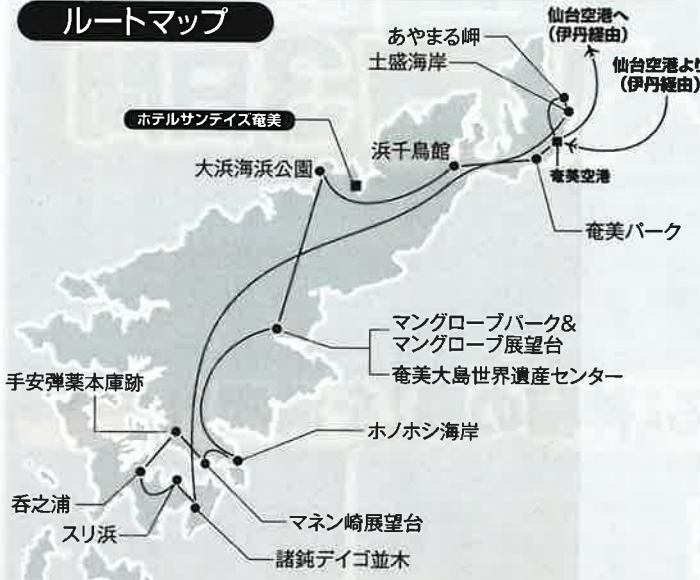 ルートマップ
仙台空港へ
（伊丹経由）
あやまる岬
土盛海岸
仙台空港より
（伊丹経由）
ホテルサンデイズ奄美
浜千鳥館
大浜海浜公園
奄美空港
奄美パーク
マングローブパーク&
マングローブ展望台
奄美大島世界遺産センター
手安弾薬本庫跡
ホノホシ海岸
呑之浦
スリ浜
マネン崎展望台
諸鈍デイゴ並木